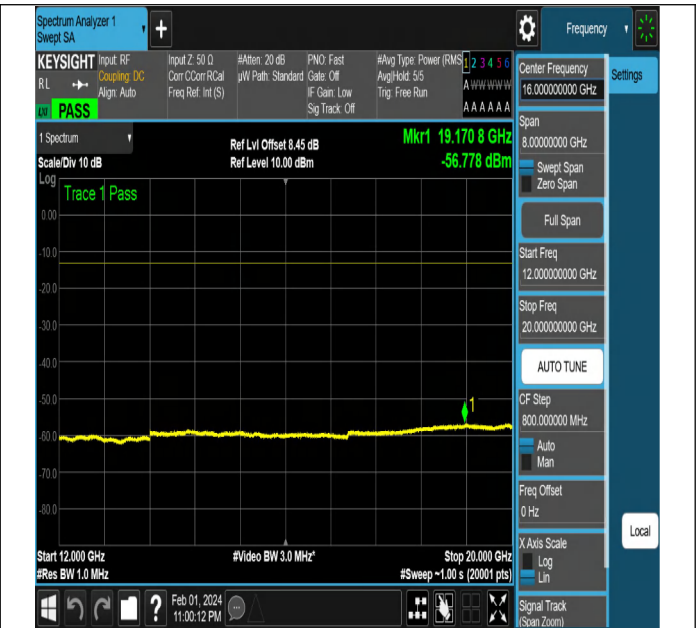 Spectrum Analyzer 1
Swept SA
+
Frequency
KEYSIGHT
RL
LXI
PASS
Input: RF
Coupling: DC
Align: Auto
Input Z: 50 Ω
Corr CCorr RCal
Freq Ref: Int (S)
#Atten: 20 dB
µW Path: Standard
PNO: Fast
Gate: Off
IF Gain: Low
Sig Track: Off
#Avg Type: Power (RMS
Avg|Hold: 5/5
Trig: Free Run
1 2 3 4 5 6
A W W W W W
A A A A A A
1 Spectrum
Scale/Div 10 dB
Ref Lvl Offset 8.45 dB
Ref Level 10.00 dBm
Mkr1 19.170 8 GHz
-56.778 dBm
Log
Trace 1 Pass
0.00
-10.0
-20.0
-30.0
-40.0
-50.0
-60.0
-70.0
-80.0
1
Start 12.000 GHz
#Res BW 1.0 MHz
#Video BW 3.0 MHz*
Stop 20.000 GHz
#Sweep ~1.00 s (20001 pts)
Center Frequency
16.000000000 GHz
Settings
Span
8.00000000 GHz
Swept Span
Zero Span
Full Span
Start Freq
12.000000000 GHz
Stop Freq
20.000000000 GHz
AUTO TUNE
CF Step
800.000000 MHz
Auto
Man
Freq Offset
0 Hz
X Axis Scale
Log
Lin
Signal Track
(Span Zoom)
Local
?
Feb 01, 2024
11:00:12 PM